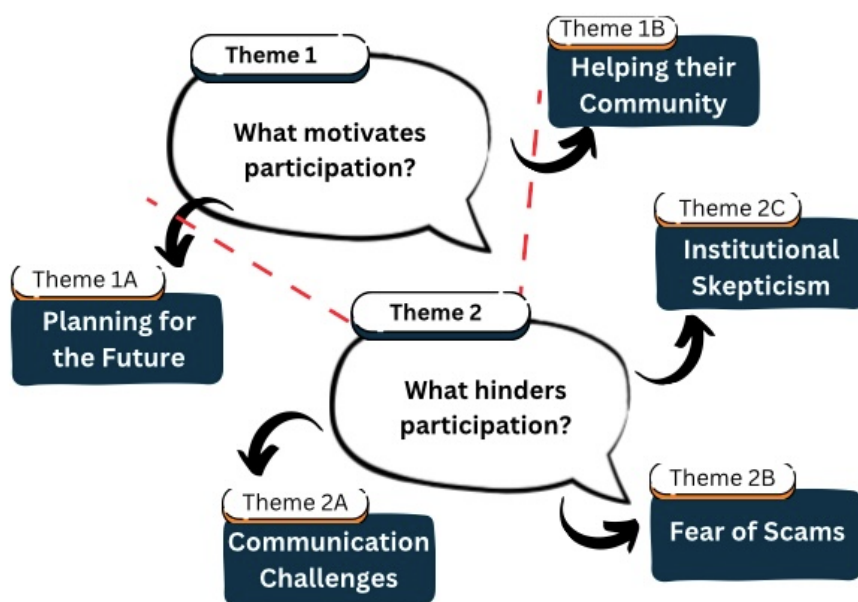 Theme 1
What motivates
participation?
Theme 1B
Helping their
Community
Theme 1A
Planning for
the Future
Theme 2
What hinders
participation?
Theme 2C
Institutional
Skepticism
Theme 2A
Communication
Challenges
Theme 2B
Fear of Scams